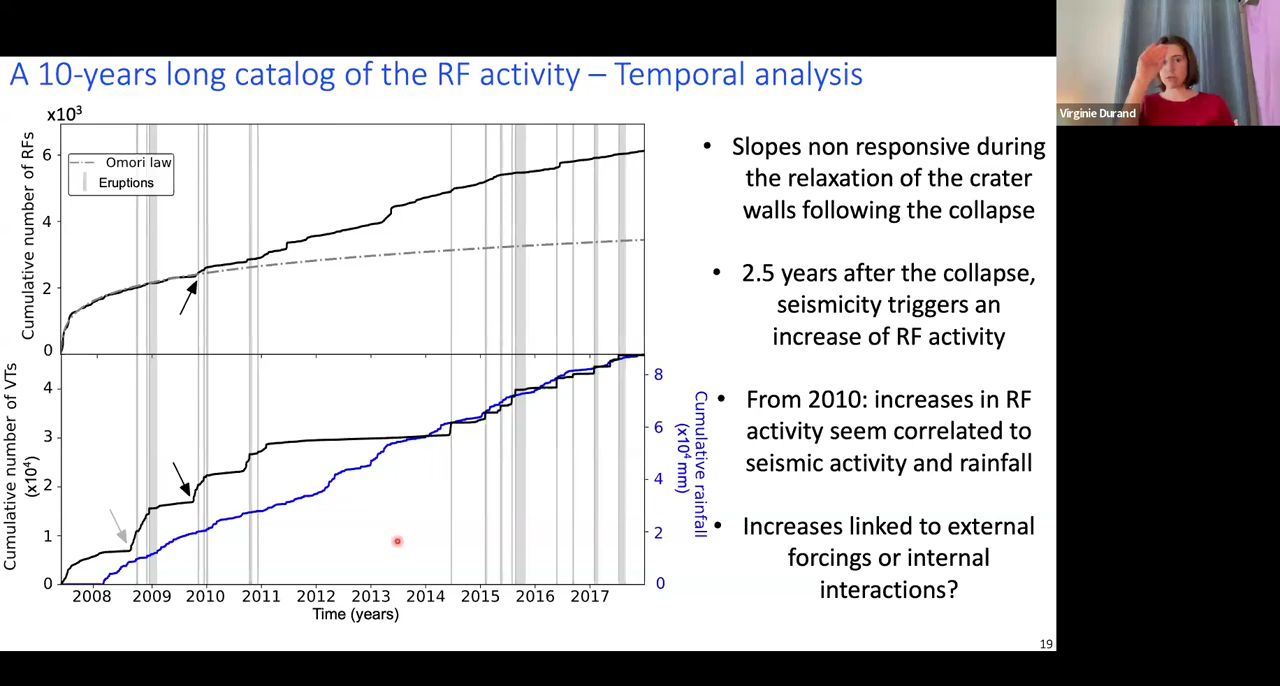 A 10-years long catalog of the RF activity – Temporal analysis
Virginie Durand
x10³
Cumulative number of RFs
6
4
2
0
Omori law
Eruptions
Cumulative number of VTs
(x10⁴)
4
3
2
1
0
8
6
4
2
0
Cumulative rainfall
(x10⁴ mm)
2008 2009 2010 2011 2012 2013 2014 2015 2016 2017
Time (years)
• Slopes non responsive during
the relaxation of the crater
walls following the collapse
• 2.5 years after the collapse,
seismicity triggers an
increase of RF activity
• From 2010: increases in RF
activity seem correlated to
seismic activity and rainfall
• Increases linked to external
forcings or internal
interactions?
19